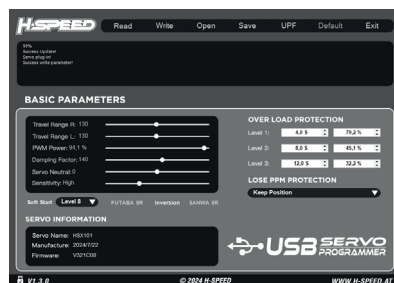 H-SPEED
Read Write Open Save UPF Default Exit
99%
Success Update!
Servo plug-in!
Success write parameter!
BASIC PARAMETERS
Travel Range R: 130
Travel Range L: 130
PWM Power: 94,1 %
Damping Factor: 140
Servo Neutral: 0
Sensitivity: High
Soft Start Level 8 FUTABA SR Inversion SANWA SR
OVER LOAD PROTECTION
Level 1: 4,0 S 79,2 %
Level 2: 8,0 S 45,1 %
Level 3: 12,0 S 32,2 %
LOSE PPM PROTECTION
Keep Position
SERVO INFORMATION
Servo Name: HSX101
Manufacture: 2024/7/22
Firmware: V321C08
USB SERVO PROGRAMMER
V1.3.0 © 2024 H-SPEED WWW.H-SPEED.AT